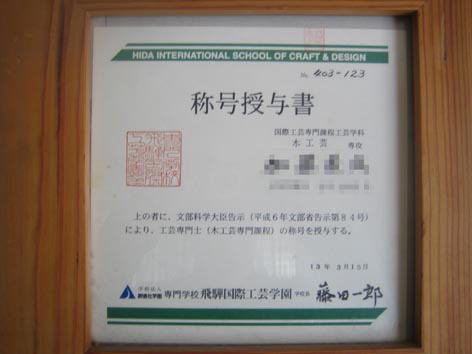 HIDA INTERNATIONAL SCHOOL OF CRAFT & DESIGN
No. 403-123
称号授与書
国際工芸専門課程工芸学科
木工芸 専攻
上の者に、文部科学大臣告示（平成６年文部省告示第８４号）
により、工芸専門士（木工芸専門課程）の称号を授与する。
13年 3月15日
学校法人
専門学校 飛騨国際工芸学園 学校長 藤田一郎